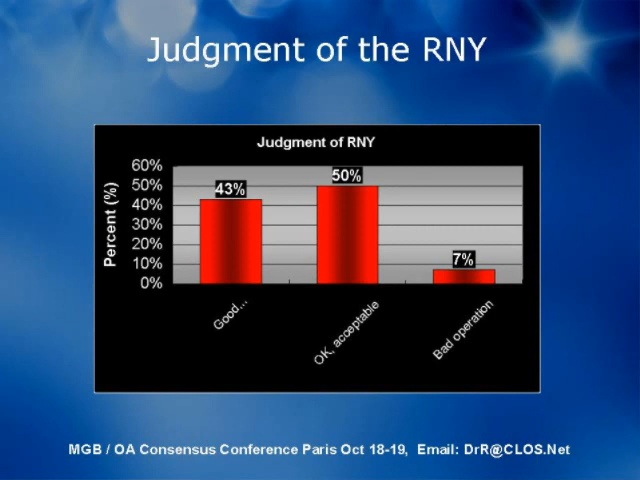 Judgment of the RNY
Judgment of RNY
Percent (%)
60%
50%
40%
30%
20%
10%
0%
43%
50%
7%
Good...
OK, acceptable
Bad operation
MGB / OA Consensus Conference Paris Oct 18-19, Email: DrR@CLOS.Net